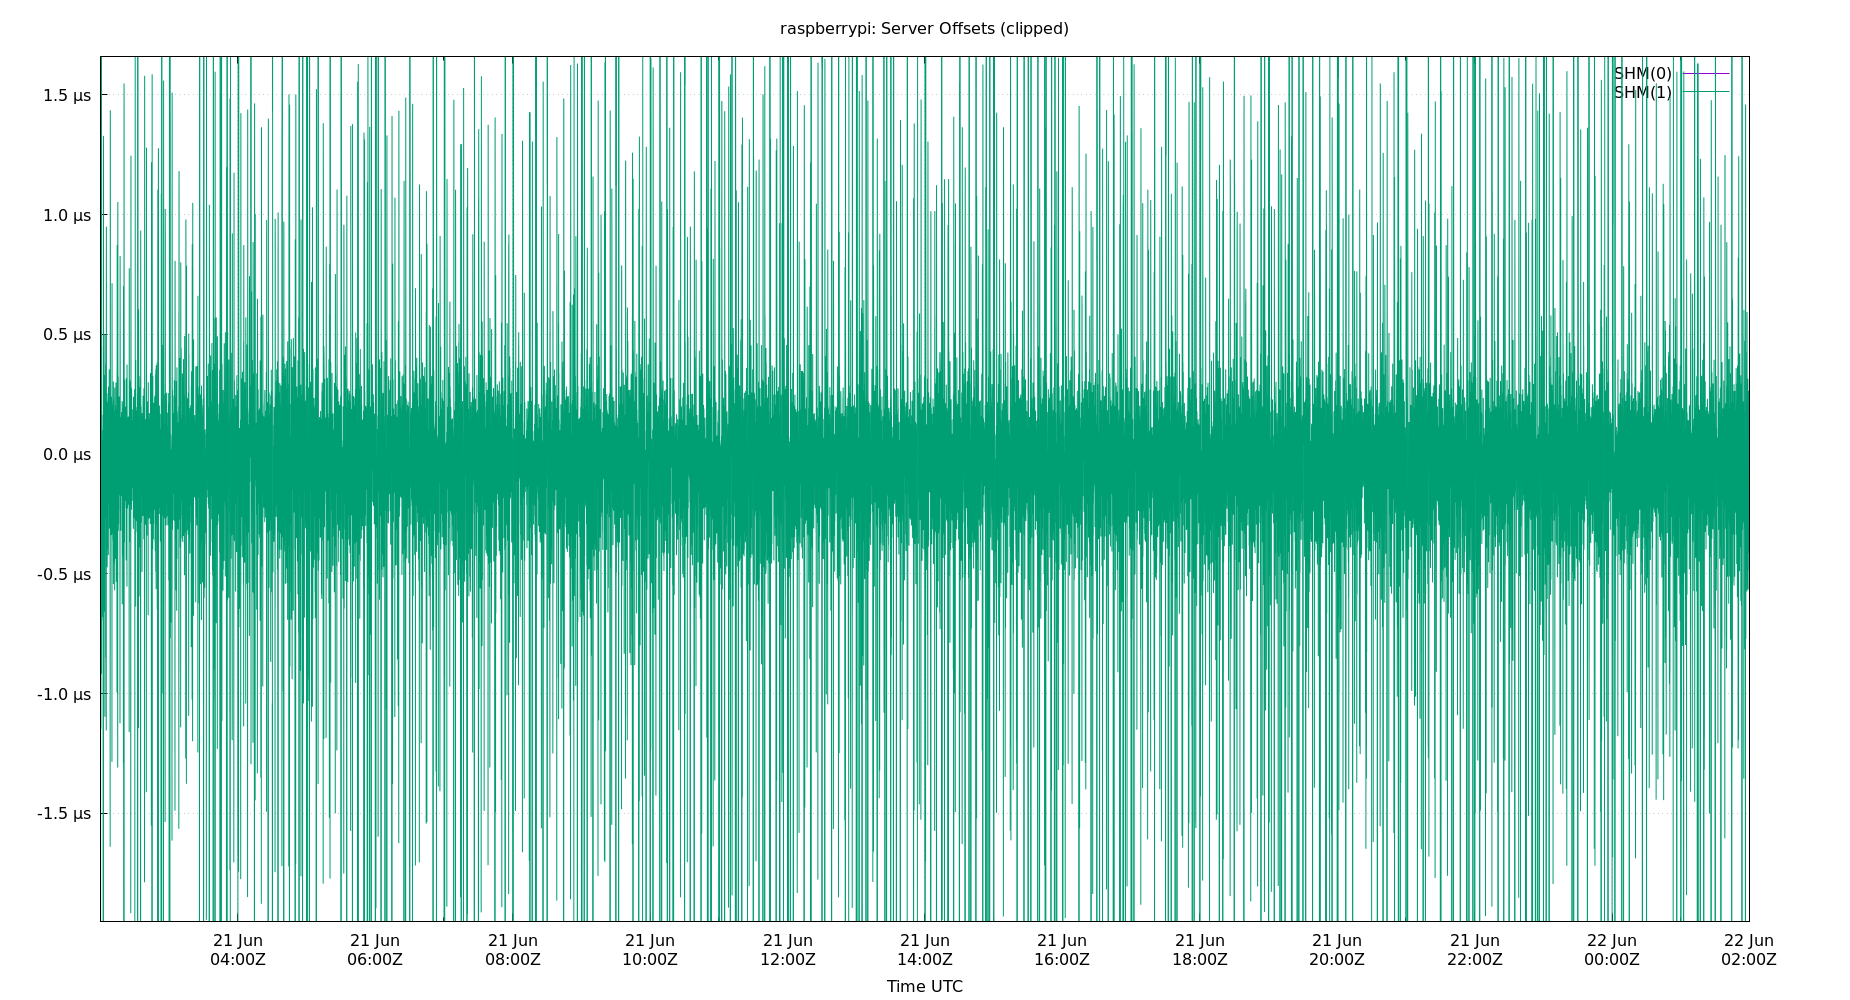 raspberrypi: Server Offsets (clipped)
SHM(0)
SHM(1)
1.5 µs
1.0 µs
0.5 µs
0.0 µs
-0.5 µs
-1.0 µs
-1.5 µs
21 Jun 21 Jun 21 Jun 21 Jun 21 Jun 21 Jun 21 Jun 21 Jun 21 Jun 21 Jun 22 Jun 22 Jun
04:00Z 06:00Z 08:00Z 10:00Z 12:00Z 14:00Z 16:00Z 18:00Z 20:00Z 22:00Z 00:00Z 02:00Z
Time UTC